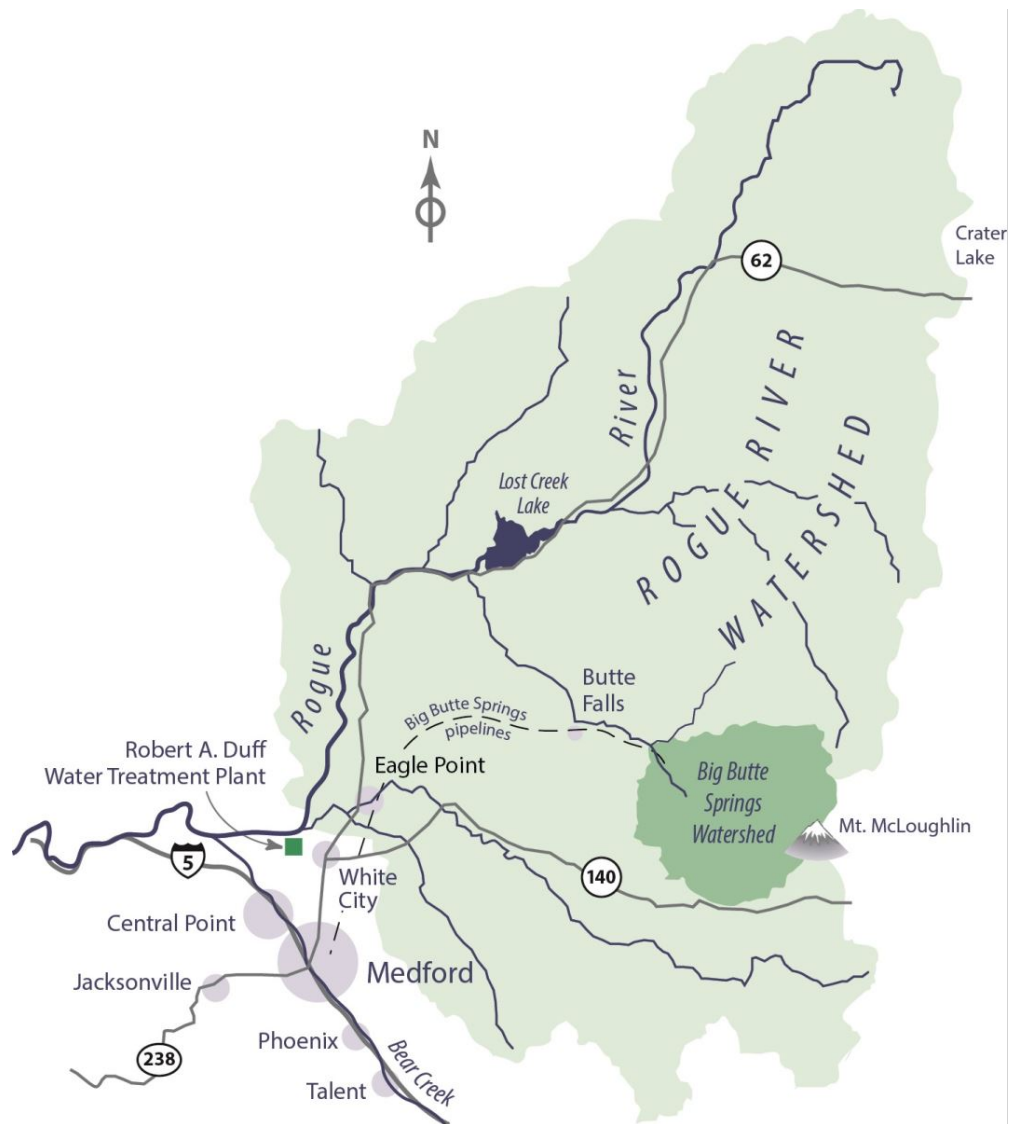 N
Crater
Lake
62
River
ROGUE RIVER
WATERSHED
Lost Creek
Lake
Rogue
Butte
Falls
Big Butte Springs
pipelines
Robert A. Duff
Water Treatment Plant
Eagle Point
Big Butte
Springs
Watershed
Mt. McLoughlin
5
White
City
140
Central Point
Medford
Jacksonville
Phoenix
Bear Creek
238
Talent